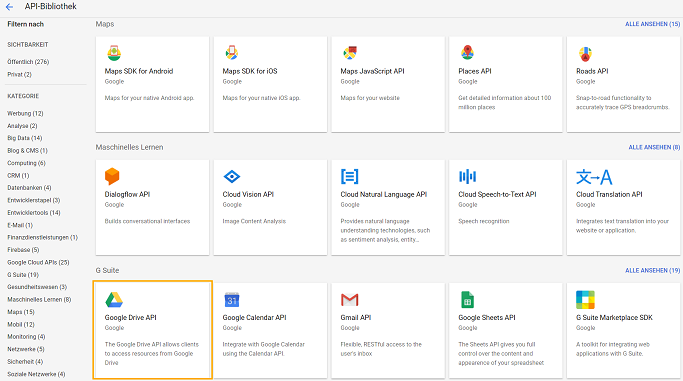 API-Bibliothek
Filtern nach
SICHTBARKEIT
Öffentlich (276)
Privat (2)
KATEGORIE
Werbung (12)
Analyse (2)
Big Data (14)
Blog & CMS (1)
Computing (6)
CRM (1)
Datenbanken (4)
Entwicklerstapel (3)
Entwicklertools (14)
E-Mail (1)
Finanzdienstleistungen (1)
Firebase (5)
Google Cloud APIs (25)
G Suite (19)
Gesundheitswesen (3)
Maschinelles Lernen (8)
Maps (15)
Mobil (12)
Monitoring (4)
Netzwerke (5)
Sicherheit (4)
Soziale Netzwerke (4)
Maps
ALLE ANSEHEN (15)
Maps SDK for Android
Google
Maps for your native Android app.
Maps SDK for iOS
Google
Maps for your native iOS app.
Maps JavaScript API
Google
Maps for your website
Places API
Google
Get detailed information about 100
million places
Roads API
Google
Snap-to-road functionality to
accurately trace GPS breadcrumbs.
Maschinelles Lernen
ALLE ANSEHEN (8)
Dialogflow API
Google
Builds conversational interfaces
Cloud Vision API
Google
Image Content Analysis
Cloud Natural Language API
Google
Provides natural language
understanding technologies, such
as sentiment analysis, entity...
Cloud Speech-to-Text API
Google
Speech recognition
Cloud Translation API
Google
Integrates text translation into your
website or application.
G Suite
ALLE ANSEHEN (19)
Google Drive API
Google
The Google Drive API allows clients
to access resources from Google
Drive
31
Google Calendar API
Google
Integrate with Google Calendar
using the Calendar API.
Gmail API
Google
Flexible, RESTful access to the
user's inbox
Google Sheets API
Google
The Sheets API gives you full
control over the content and
appearance of your spreadsheet
G Suite Marketplace SDK
Google
A toolkit for integrating web
applications with G Suite.